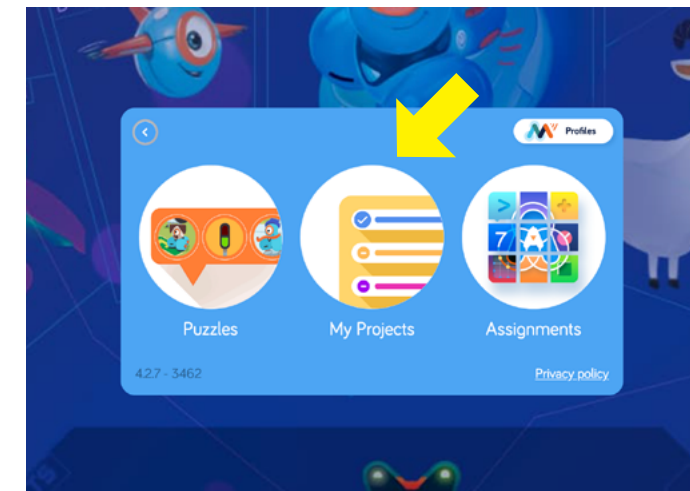 Profiles
Puzzles
My Projects
Assignments
4.2.7 - 3462
Privacy policy